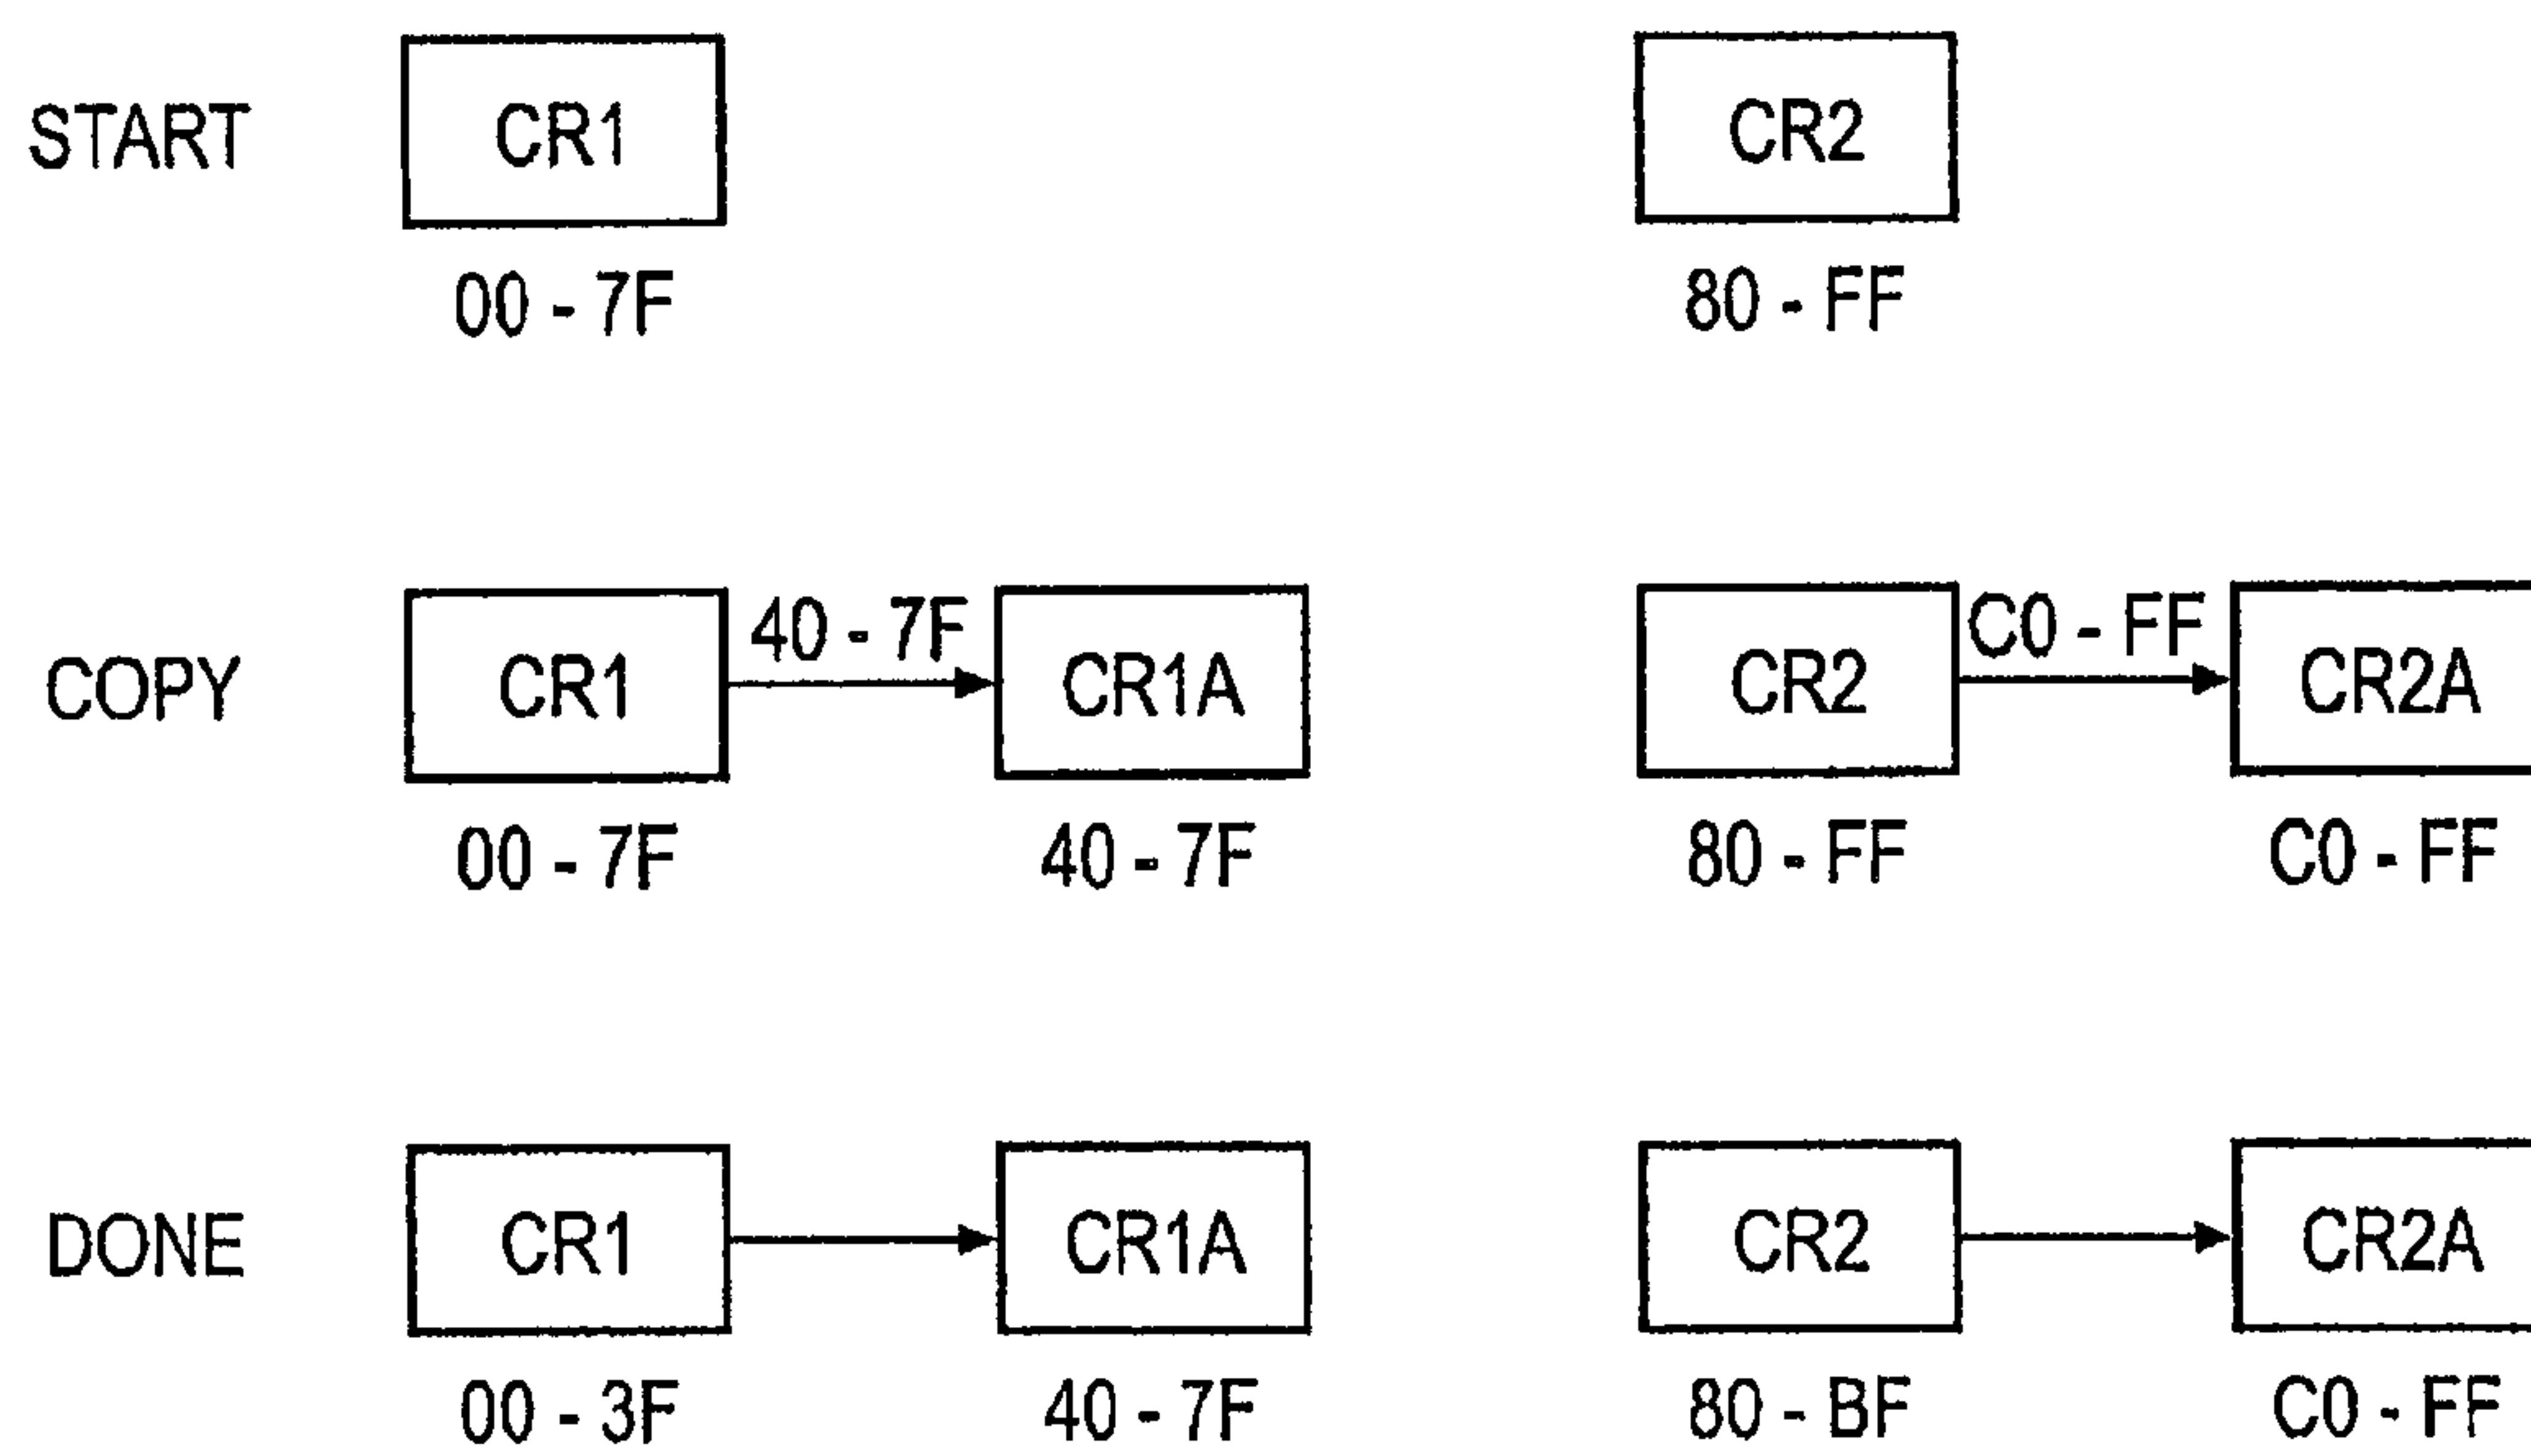 START CR1 CR2
00 - 7F 80 - FF
40 - 7F C0 - FF
COPY CR1 CR1A CR2 CR2A
00 - 7F 40 - 7F 80 - FF C0 - FF
DONE CR1 CR1A CR2 CR2A
00 - 3F 40 - 7F 80 - BF C0 - FF